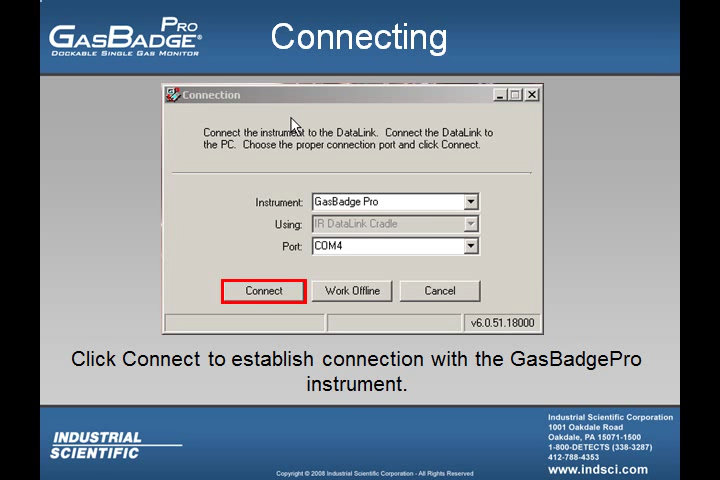 GASBADGE PRO®
DOCKABLE SINGLE GAS MONITOR
Connecting
Connection
Connect the instrument to the DataLink. Connect the DataLink to
the PC. Choose the proper connection port and click Connect.
Instrument: GasBadge Pro
Using: IR DataLink Cradle
Port: COM4
Connect Work Offline Cancel
v6.0.51.18000
Click Connect to establish connection with the GasBadgePro
instrument.
INDUSTRIAL
SCIENTIFIC
Industrial Scientific Corporation
1001 Oakdale Road
Oakdale, PA 15071-1500
1-800-DETECTS (338-3287)
412-788-4353
www.indsci.com
Copyright © 2008 Industrial Scientific Corporation - All Rights Reserved